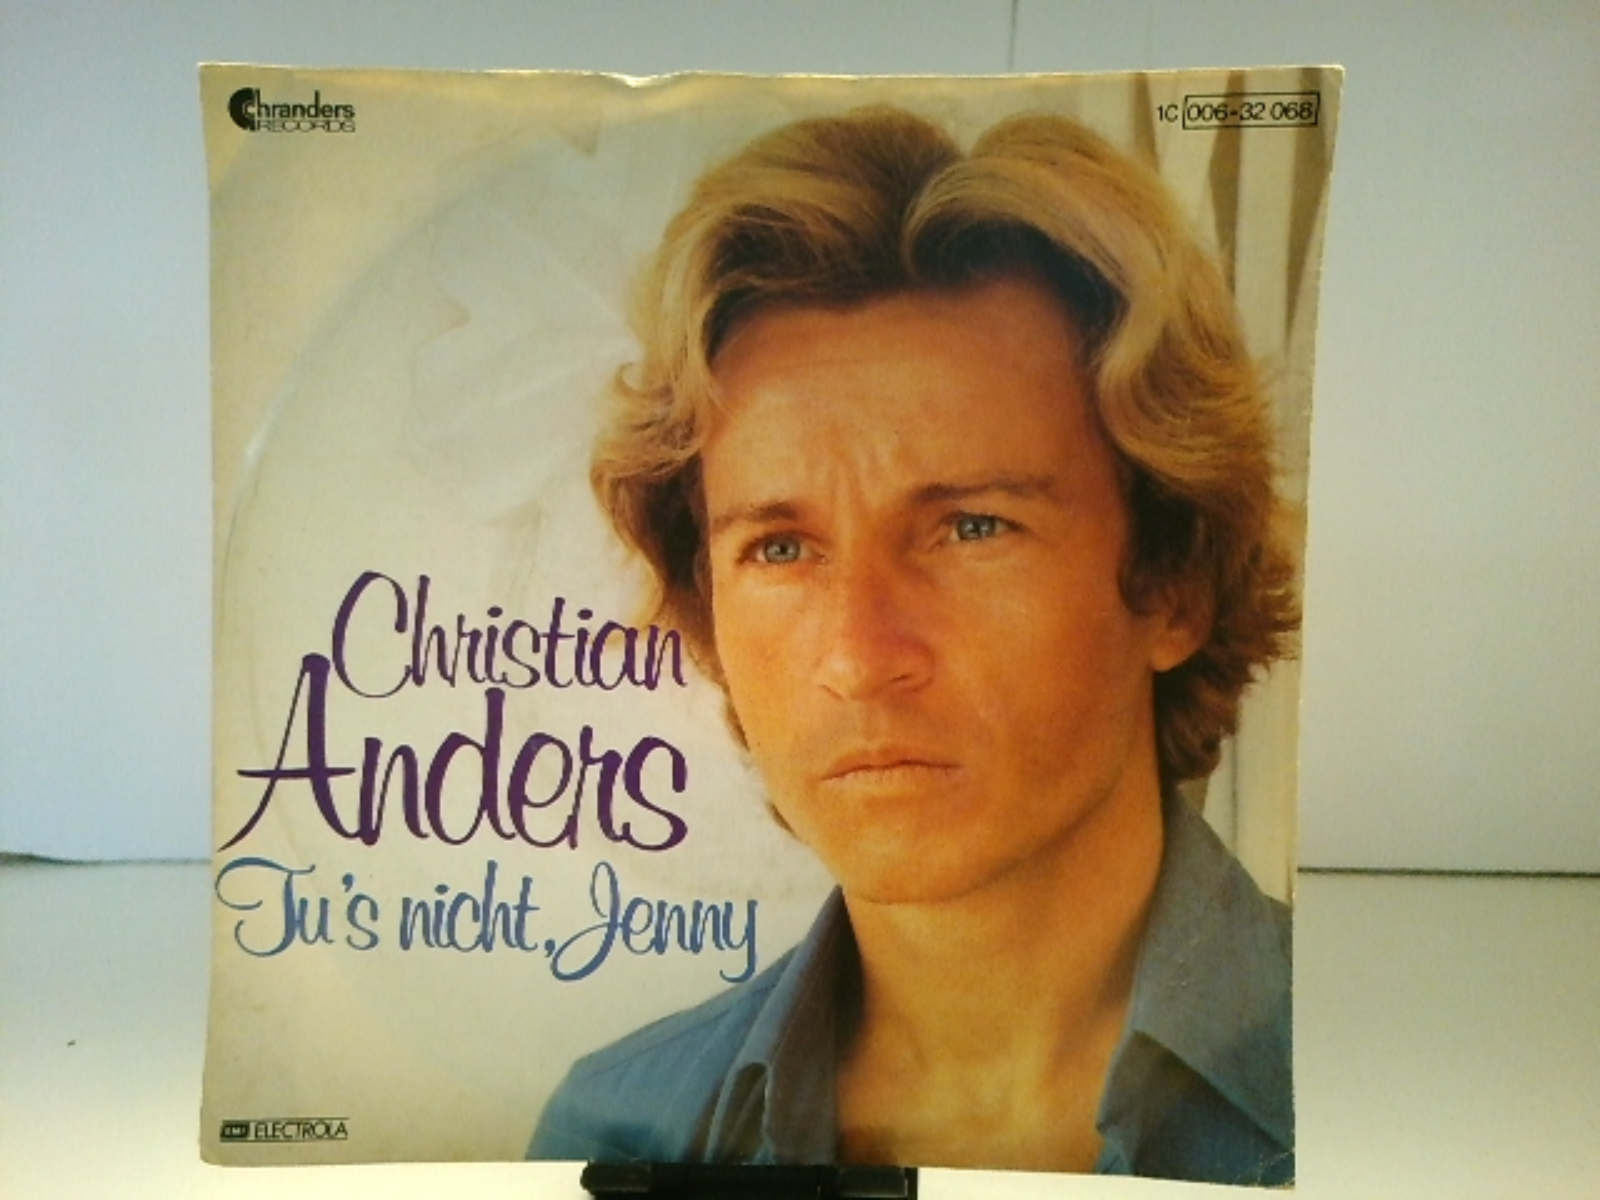 Chranders
RECORDS
1C 006-32 068
Christian
Anders
Tu's nicht, Jenny
EMI ELECTROLA